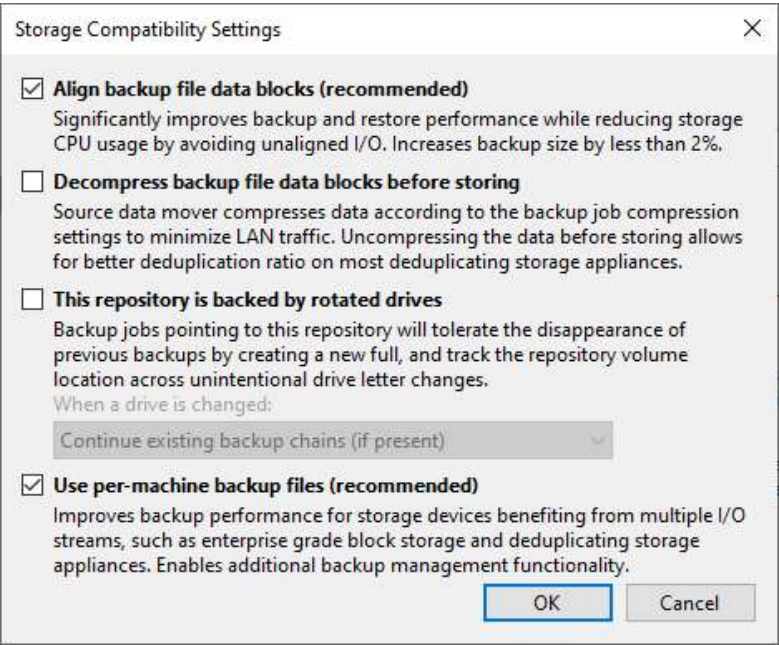 Storage Compatibility Settings
Align backup file data blocks (recommended)
Significantly improves backup and restore performance while reducing storage
CPU usage by avoiding unaligned I/O. Increases backup size by less than 2%.
Decompress backup file data blocks before storing
Source data mover compresses data according to the backup job compression
settings to minimize LAN traffic. Uncompressing the data before storing allows
for better deduplication ratio on most deduplicating storage appliances.
This repository is backed by rotated drives
Backup jobs pointing to this repository will tolerate the disappearance of
previous backups by creating a new full, and track the repository volume
location across unintentional drive letter changes.
When a drive is changed:
Continue existing backup chains (if present)
Use per-machine backup files (recommended)
Improves backup performance for storage devices benefiting from multiple I/O
streams, such as enterprise grade block storage and deduplicating storage
appliances. Enables additional backup management functionality.
OK Cancel